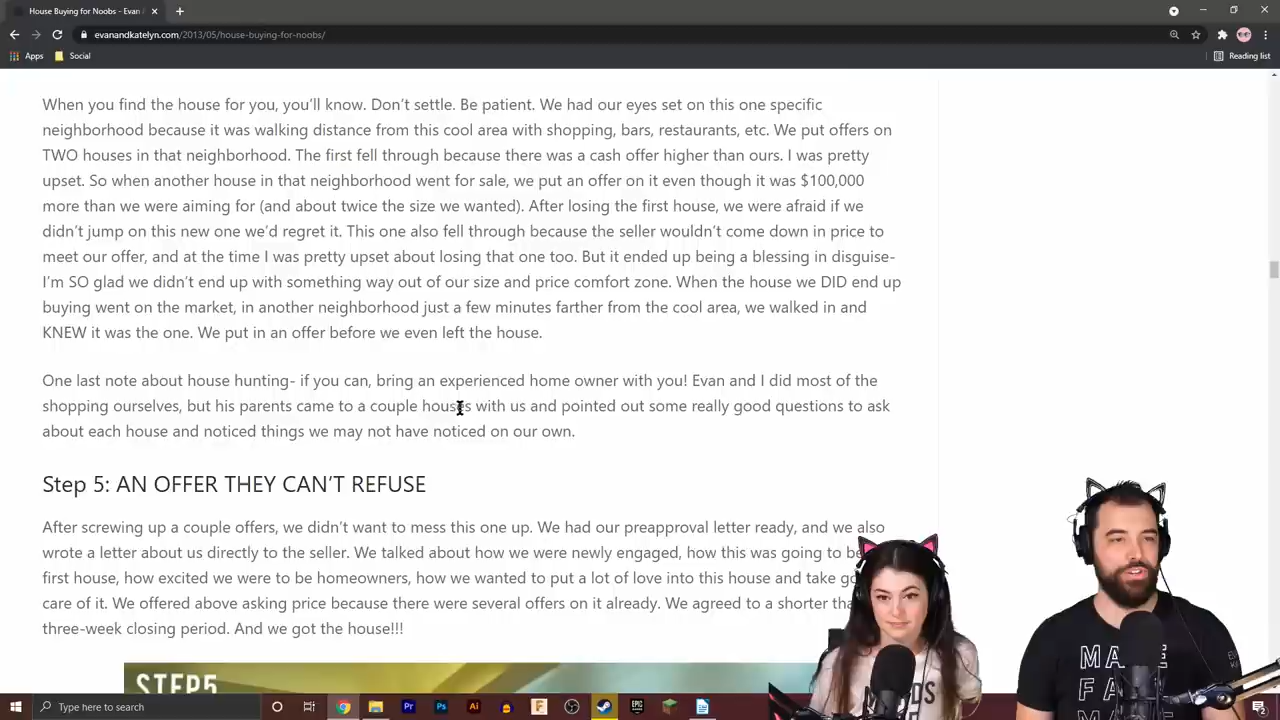 House Buying for Noobs - Evan
evanandkatelyn.com/2013/05/house-buying-for-noobs/
Apps
Social
Reading list
When you find the house for you, you'll know. Don't settle. Be patient. We had our eyes set on this one specific
neighborhood because it was walking distance from this cool area with shopping, bars, restaurants, etc. We put offers on
TWO houses in that neighborhood. The first fell through because there was a cash offer higher than ours. I was pretty
upset. So when another house in that neighborhood went for sale, we put an offer on it even though it was $100,000
more than we were aiming for (and about twice the size we wanted). After losing the first house, we were afraid if we
didn't jump on this new one we'd regret it. This one also fell through because the seller wouldn't come down in price to
meet our offer, and at the time I was pretty upset about losing that one too. But it ended up being a blessing in disguise-
I'm SO glad we didn't end up with something way out of our size and price comfort zone. When the house we DID end up
buying went on the market, in another neighborhood just a few minutes farther from the cool area, we walked in and
KNEW it was the one. We put in an offer before we even left the house.
One last note about house hunting- if you can, bring an experienced home owner with you! Evan and I did most of the
shopping ourselves, but his parents came to a couple houses with us and pointed out some really good questions to ask
about each house and noticed things we may not have noticed on our own.
Step 5: AN OFFER THEY CAN'T REFUSE
After screwing up a couple offers, we didn't want to mess this one up. We had our preapproval letter ready, and we also
wrote a letter about us directly to the seller. We talked about how we were newly engaged, how this was going to be
first house, how excited we were to be homeowners, how we wanted to put a lot of love into this house and take
care of it. We offered above asking price because there were several offers on it already. We agreed to a shorter
three-week closing period. And we got the house!!!
STEP5
Type here to search